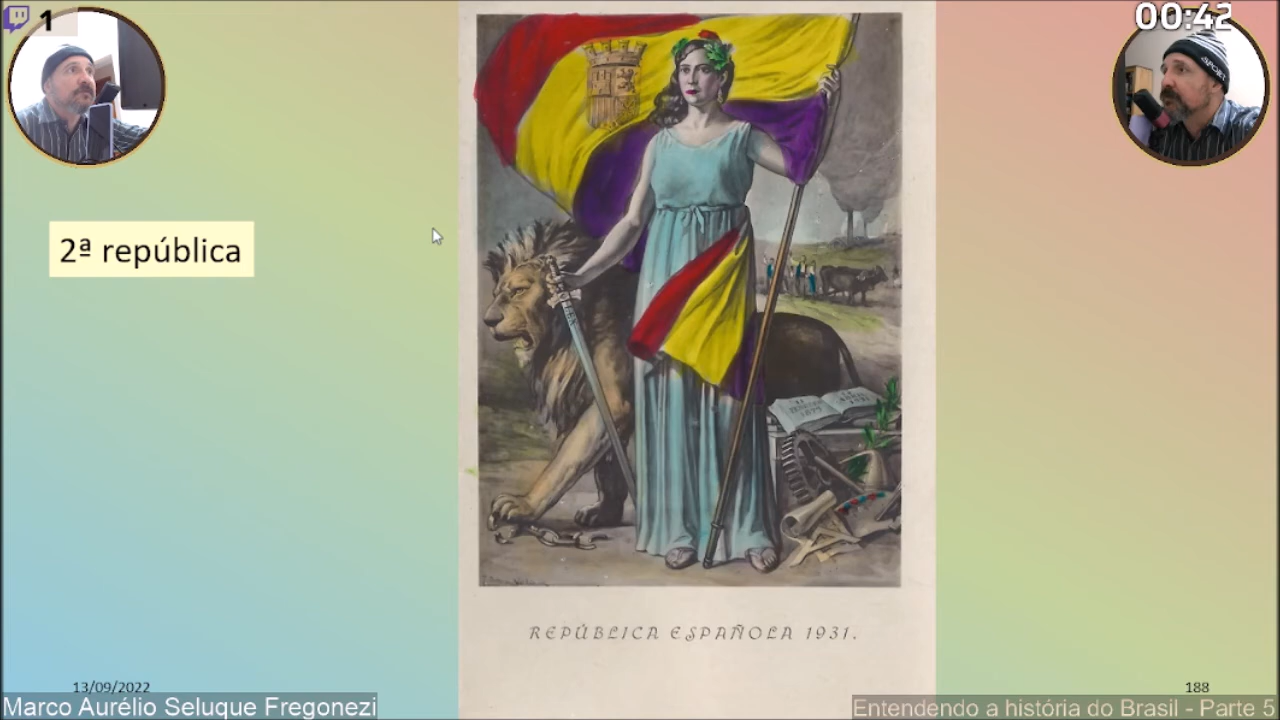 1
00:42
2ª república
REPÚBLICA ESPAÑOLA 1931.
13/09/2022
188
Marco Aurélio Seluque Fregonezi
Entendendo a história do Brasil - Parte 5